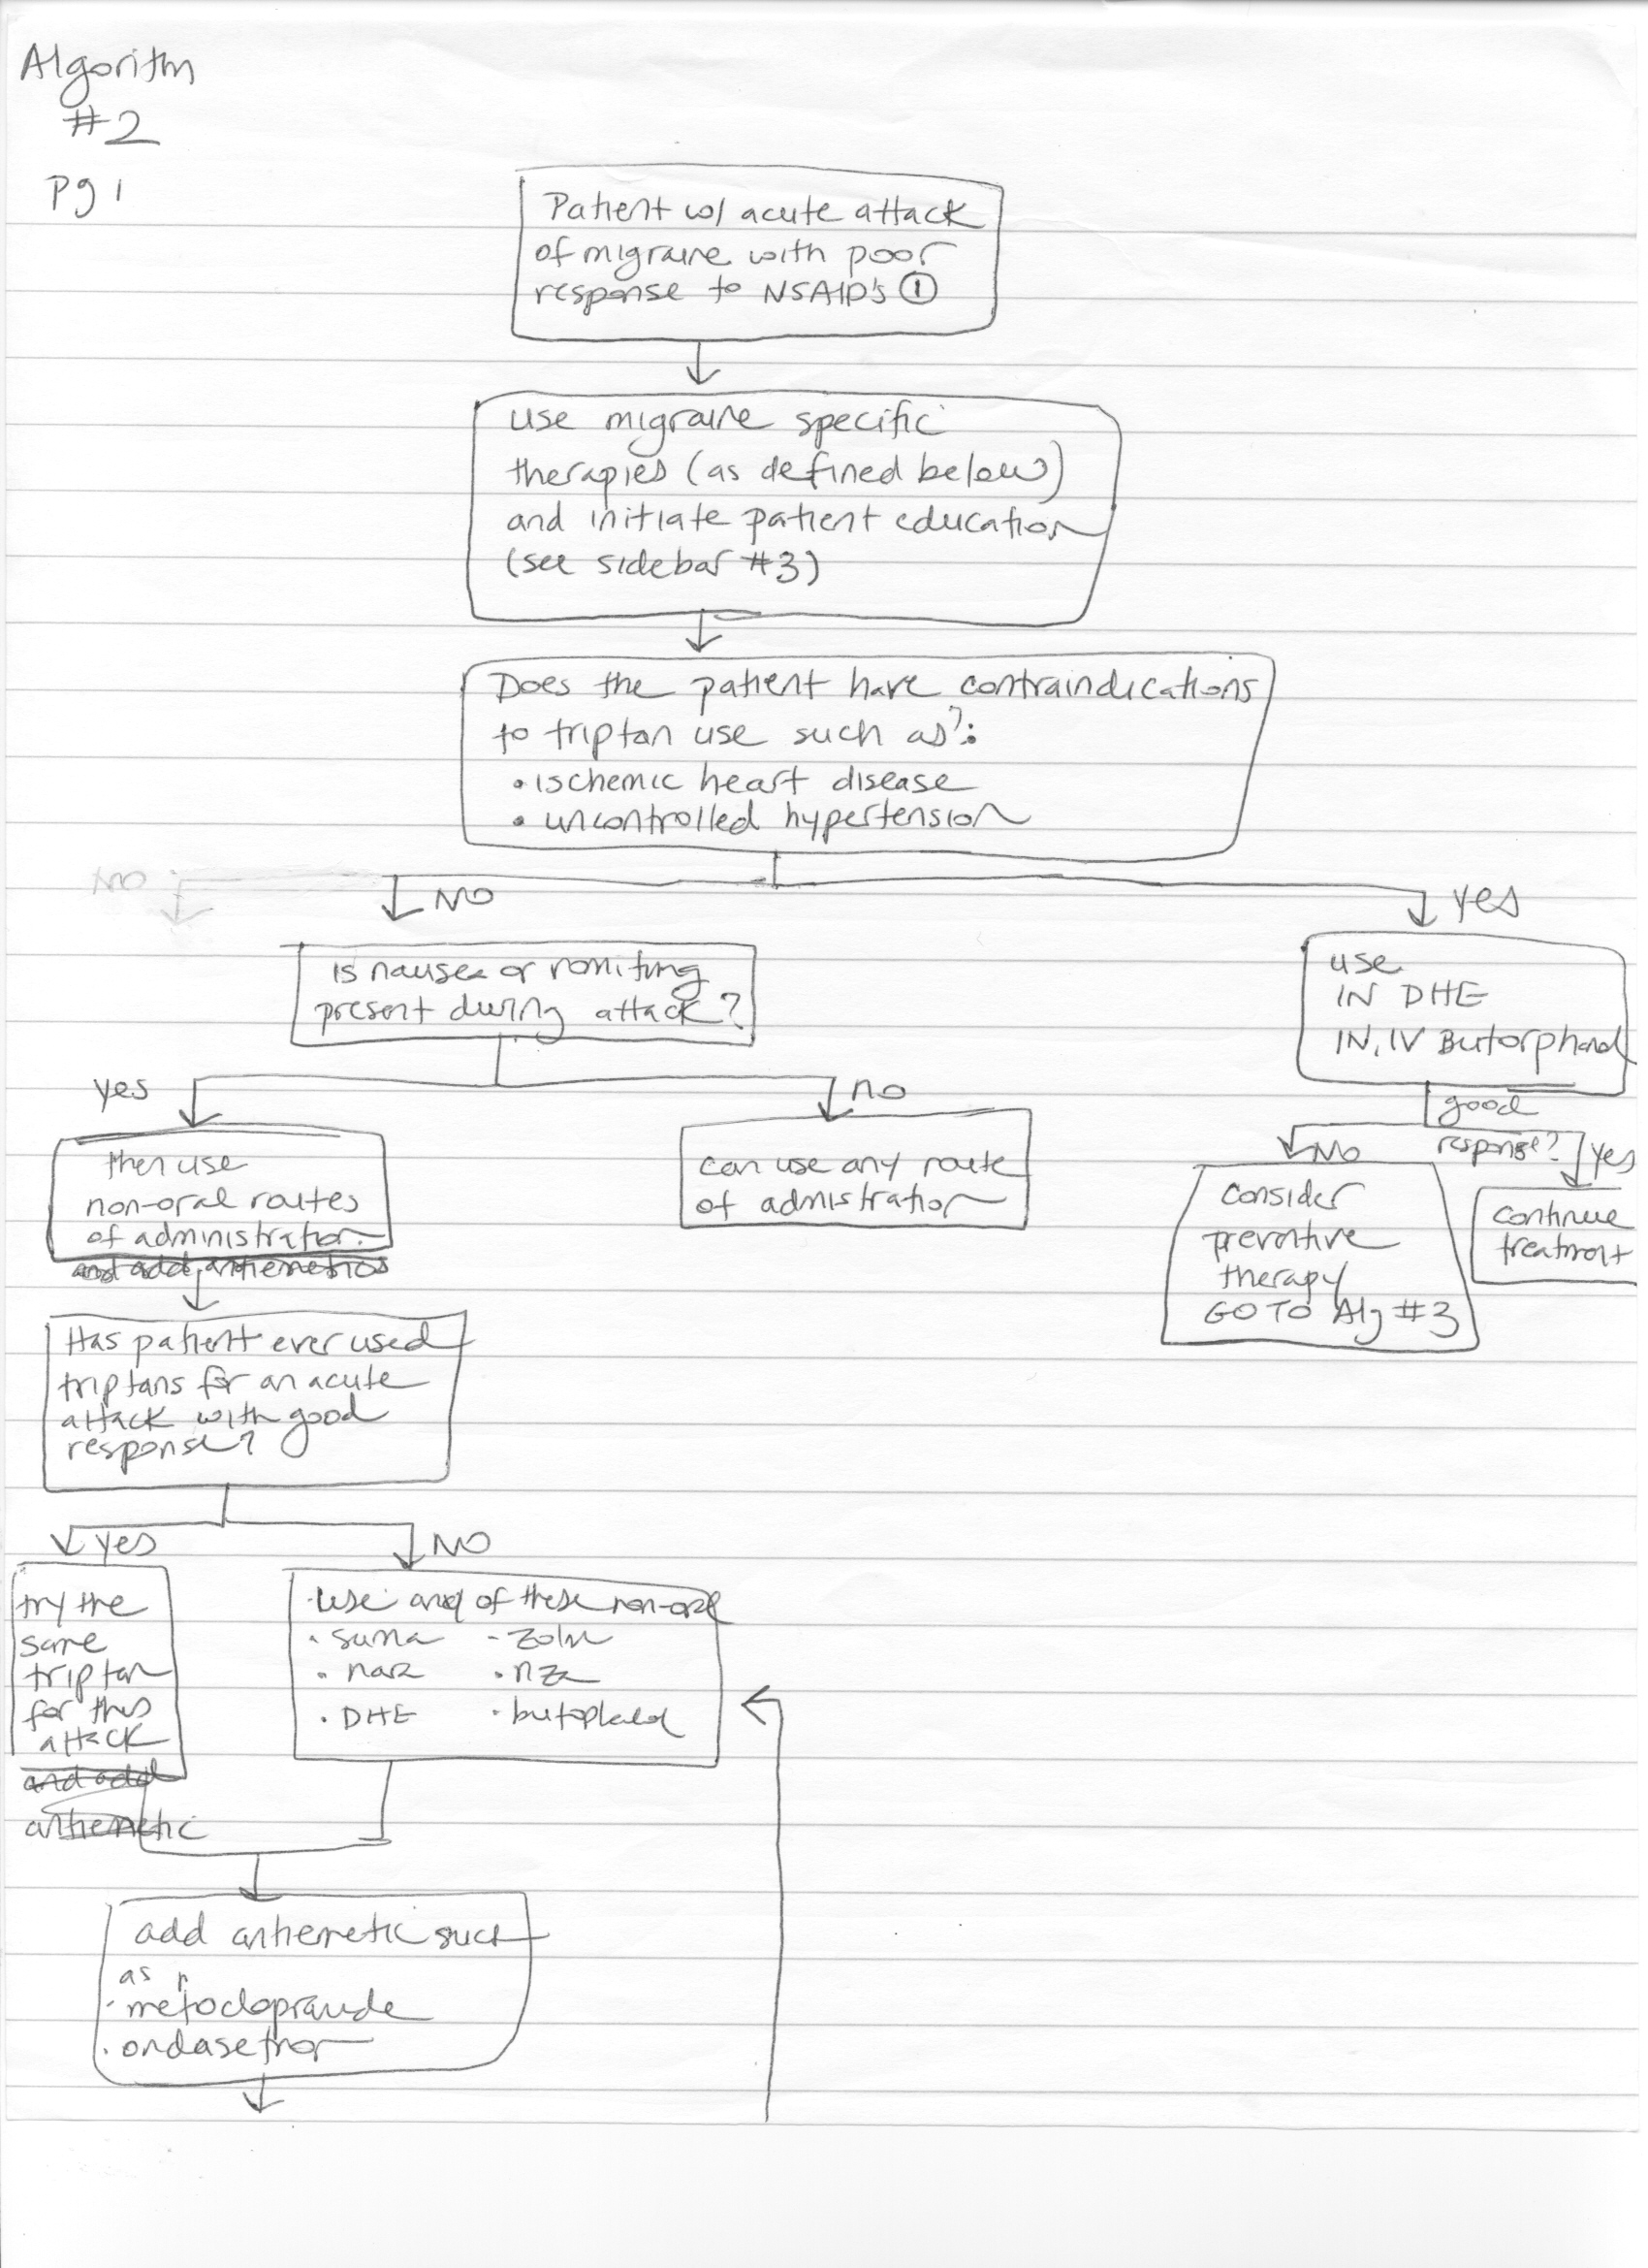 Algorithm
#2
pg 1
Patient w/ acute attack
of migraine with poor
response to NSAID's ①
use migraine specific
therapies (as defined below)
and initiate patient education
(see sidebar #3)
Does the patient have contraindications
to triptan use such as?:
• ischemic heart disease
• uncontrolled hypertension
NO
NO
yes
Is nausea or vomiting
present during attack?
use
IN DHE
IN, IV Butorphanol
yes
no
good
response?
NO
yes
then use
non-oral routes
of administration.
and add antiemetics
can use any route
of administration
consider
preventive
therapy
GO TO Alg #3
continue
treatment
Has patient ever used
triptans for an acute
attack with good
response?
yes
NO
try the
same
triptan
for this
attack
and add
antiemetic
• Use any of these non-oral
• suma - zolm
• nara
• DHE
add antiemetic such
as
• metoclopramide
• ondasetron